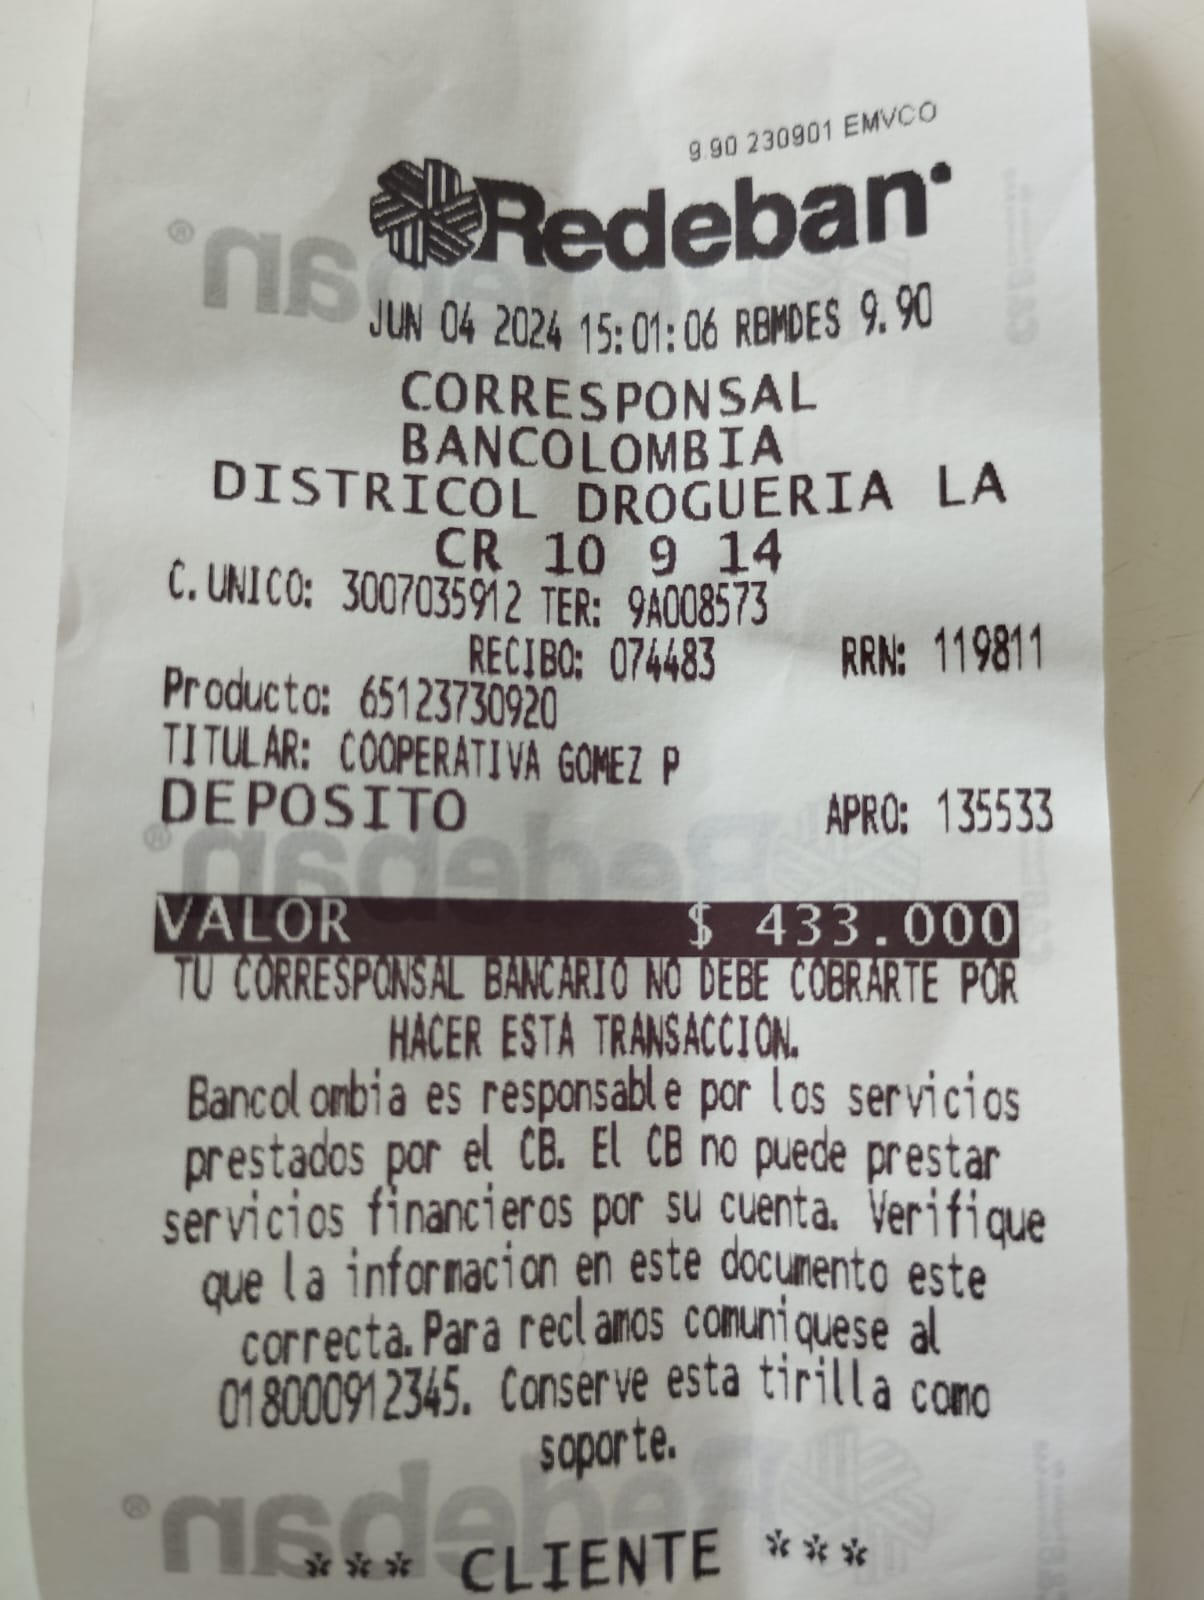 9.90 230901 EMVCO
Redeban
JUN 04 2024 15:01:06 RBMDES 9.90
CORRESPONSAL
BANCOLOMBIA
DISTRICOL DROGUERIA LA
CR 10 9 14
C. UNICO: 3007035912 TER: 9A008573
RECIBO: 074483 RRN: 119811
Producto: 65123730920
TITULAR: COOPERATIVA GOMEZ P
DEPOSITO APRO: 135533
VALOR $ 433.000
TU CORRESPONSAL BANCARIO NO DEBE COBRARTE POR
HACER ESTA TRANSACCION.
Bancolombia es responsable por los servicios
prestados por el CB. El CB no puede prestar
servicios financieros por su cuenta. Verifique
que la informacion en este documento este
correcta. Para reclamos comuniquese al
018000912345. Conserve esta tirilla como
soporte.
*** CLIENTE ***